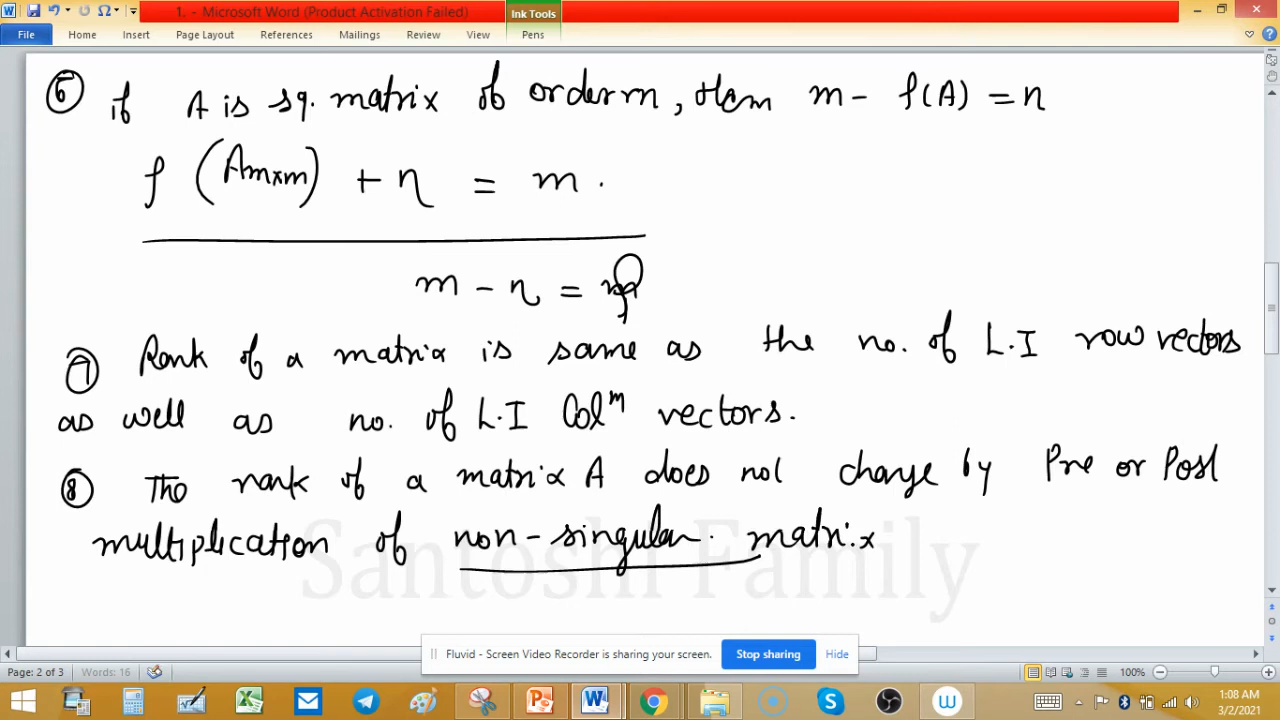 1. - Microsoft Word (Product Activation Failed)
Ink Tools
File Home Insert Page Layout References Mailings Review View Pens
⑥ if A is sq. matrix of order m, then m - ρ(A) = η
ρ (Am×m) + η = m.
m - η = ρ
⑦ Rank of a matrix is same as the no. of L.I row vectors
as well as no. of L.I Colᵐ vectors.
⑧ The rank of a matrix A does not change by Pre or Post
multiplication of non-singular. matrix
Santoshi Family
Fluvid - Screen Video Recorder is sharing your screen. Stop sharing Hide
Page: 2 of 3 Words: 16 100%
1:08 AM
3/2/2021